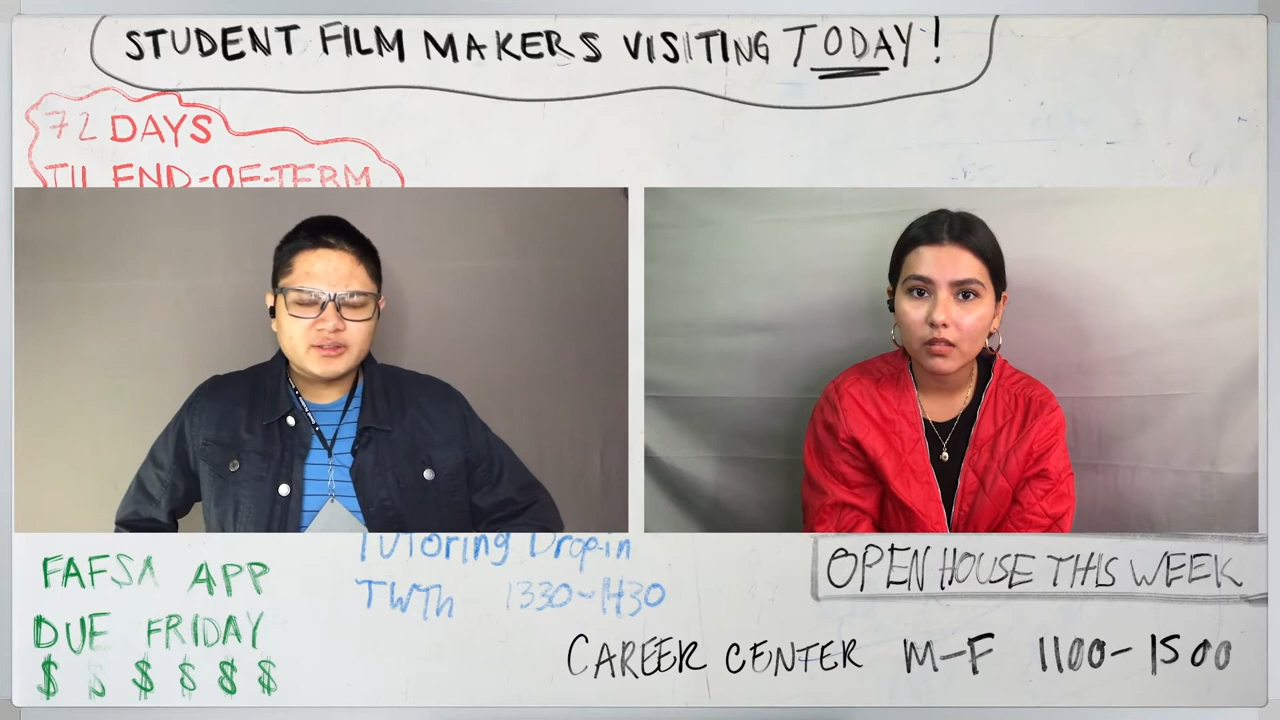 STUDENT FILM MAKERS VISITING TODAY!
72 DAYS
TIL END-OF-TERM
Tutoring Drop-in
TWTh 1330-1430
FAFSA APP
DUE FRIDAY
$ $ $ $ $ $
OPEN HOUSE THIS WEEK
CAREER CENTER M-F 1100-1500